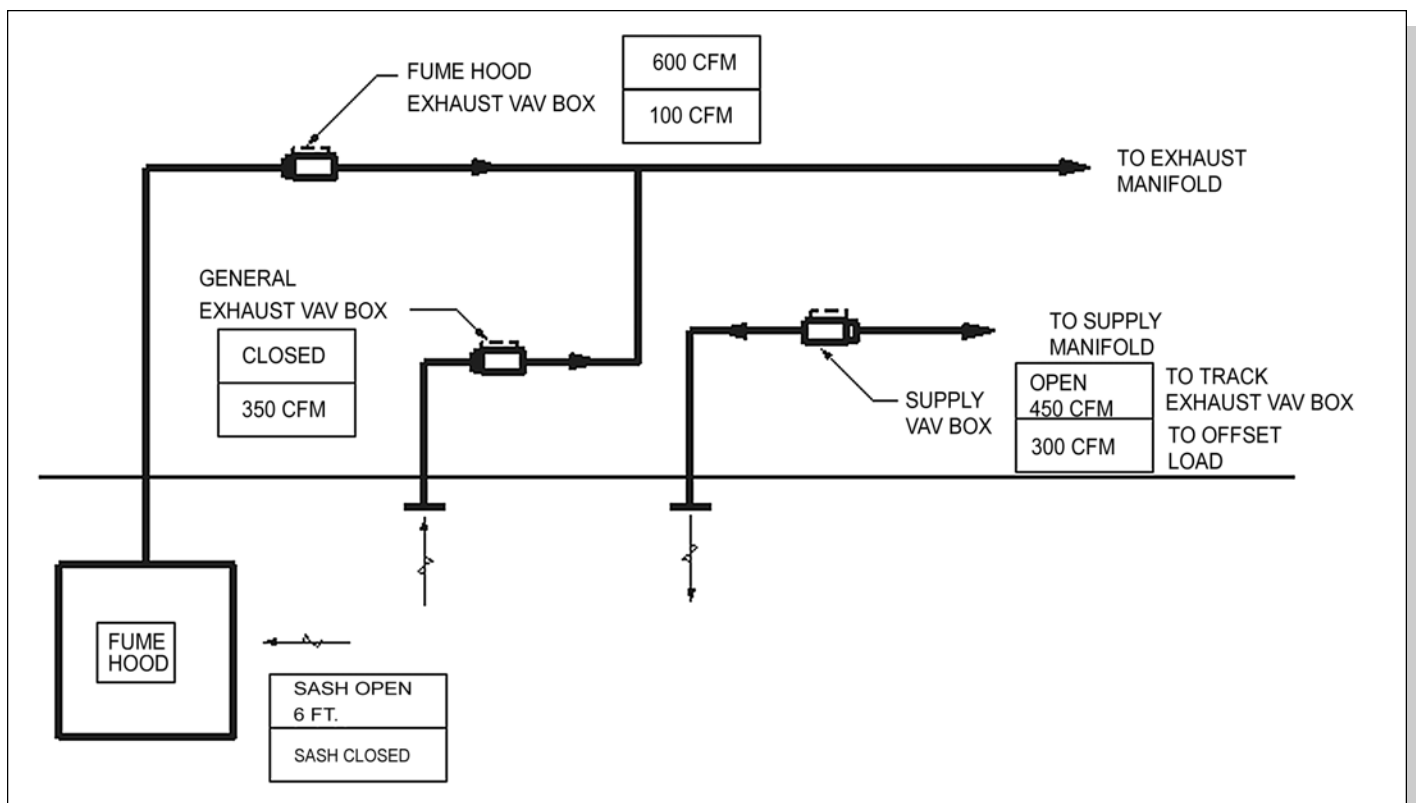 FUME HOOD
EXHAUST VAV BOX
600 CFM
100 CFM
TO EXHAUST
MANIFOLD
GENERAL
EXHAUST VAV BOX
CLOSED
350 CFM
TO SUPPLY
MANIFOLD
SUPPLY
VAV BOX
OPEN
450 CFM
300 CFM
TO TRACK
EXHAUST VAV BOX
TO OFFSET
LOAD
FUME
HOOD
SASH OPEN
6 FT.
SASH CLOSED